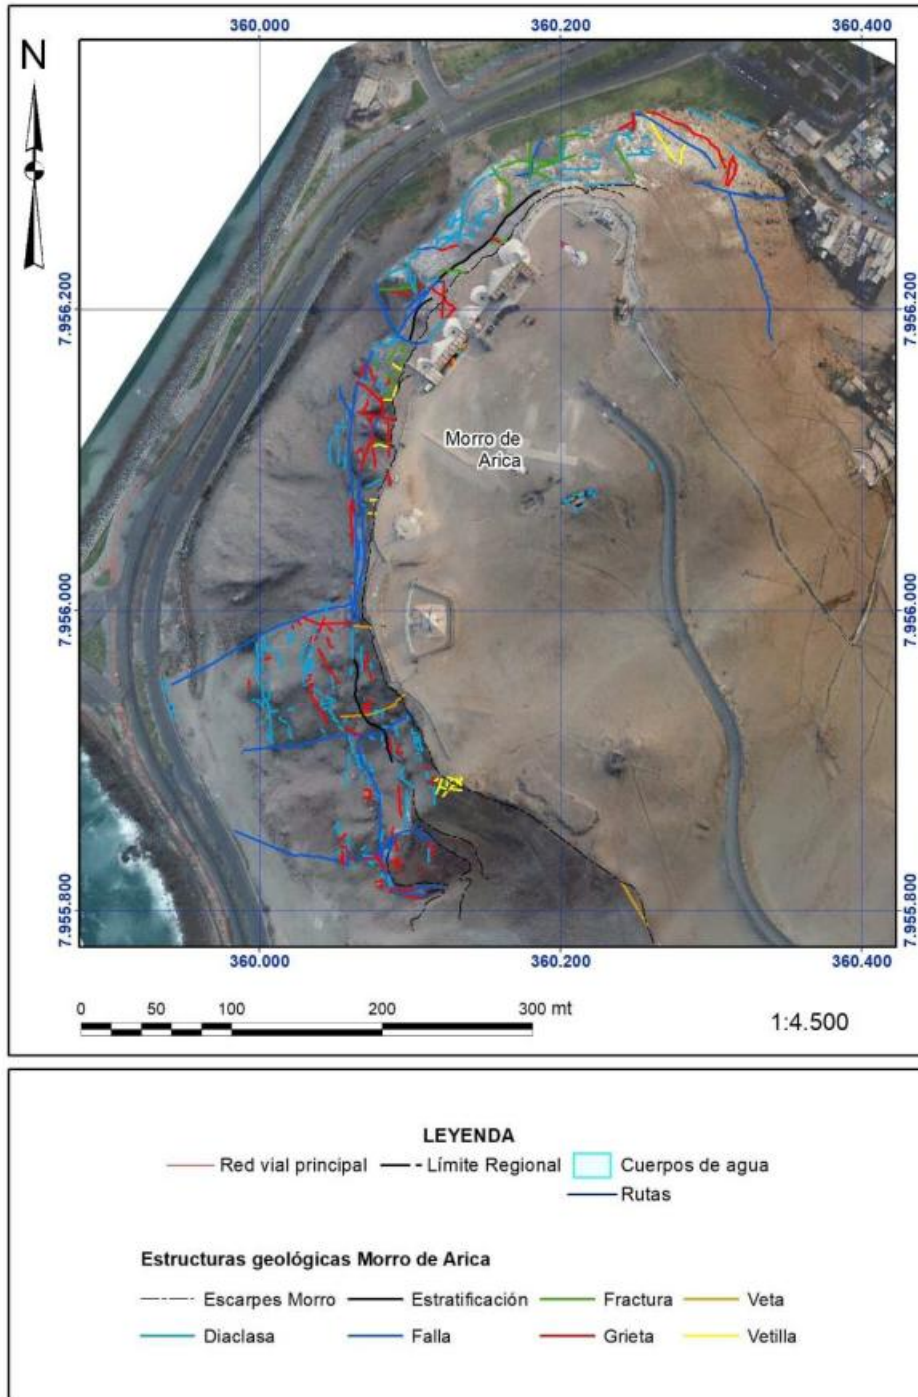 360.000 360.200 360.400
N
7.956.200 7.956.200
Morro de
Arica
7.956.000 7.956.000
7.955.800 7.955.800
360.000 360.200 360.400
0 50 100 200 300 mt
1:4.500
LEYENDA
Red vial principal Límite Regional Cuerpos de agua
Rutas
Estructuras geológicas Morro de Arica
Escarpes Morro Estratificación Fractura Veta
Diaclasa Falla Grieta Vetilla